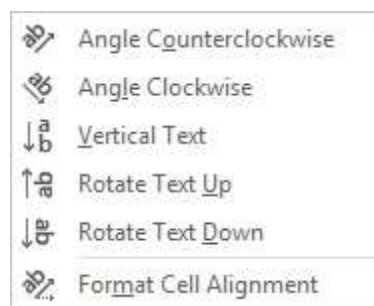 Angle Counterclockwise
Angle Clockwise
Vertical Text
Rotate Text Up
Rotate Text Down
Format Cell Alignment